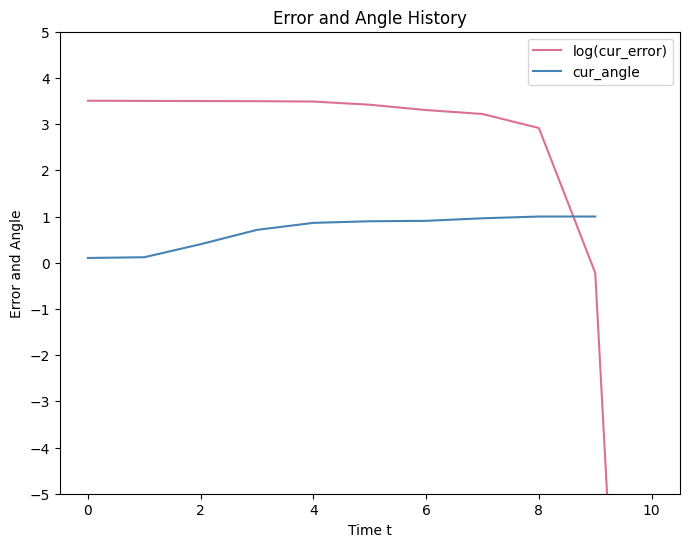 Error and Angle History
log(cur_error)
cur_angle
Error and Angle
5
4
3
2
1
0
−1
−2
−3
−4
−5
0 2 4 6 8 10
Time t